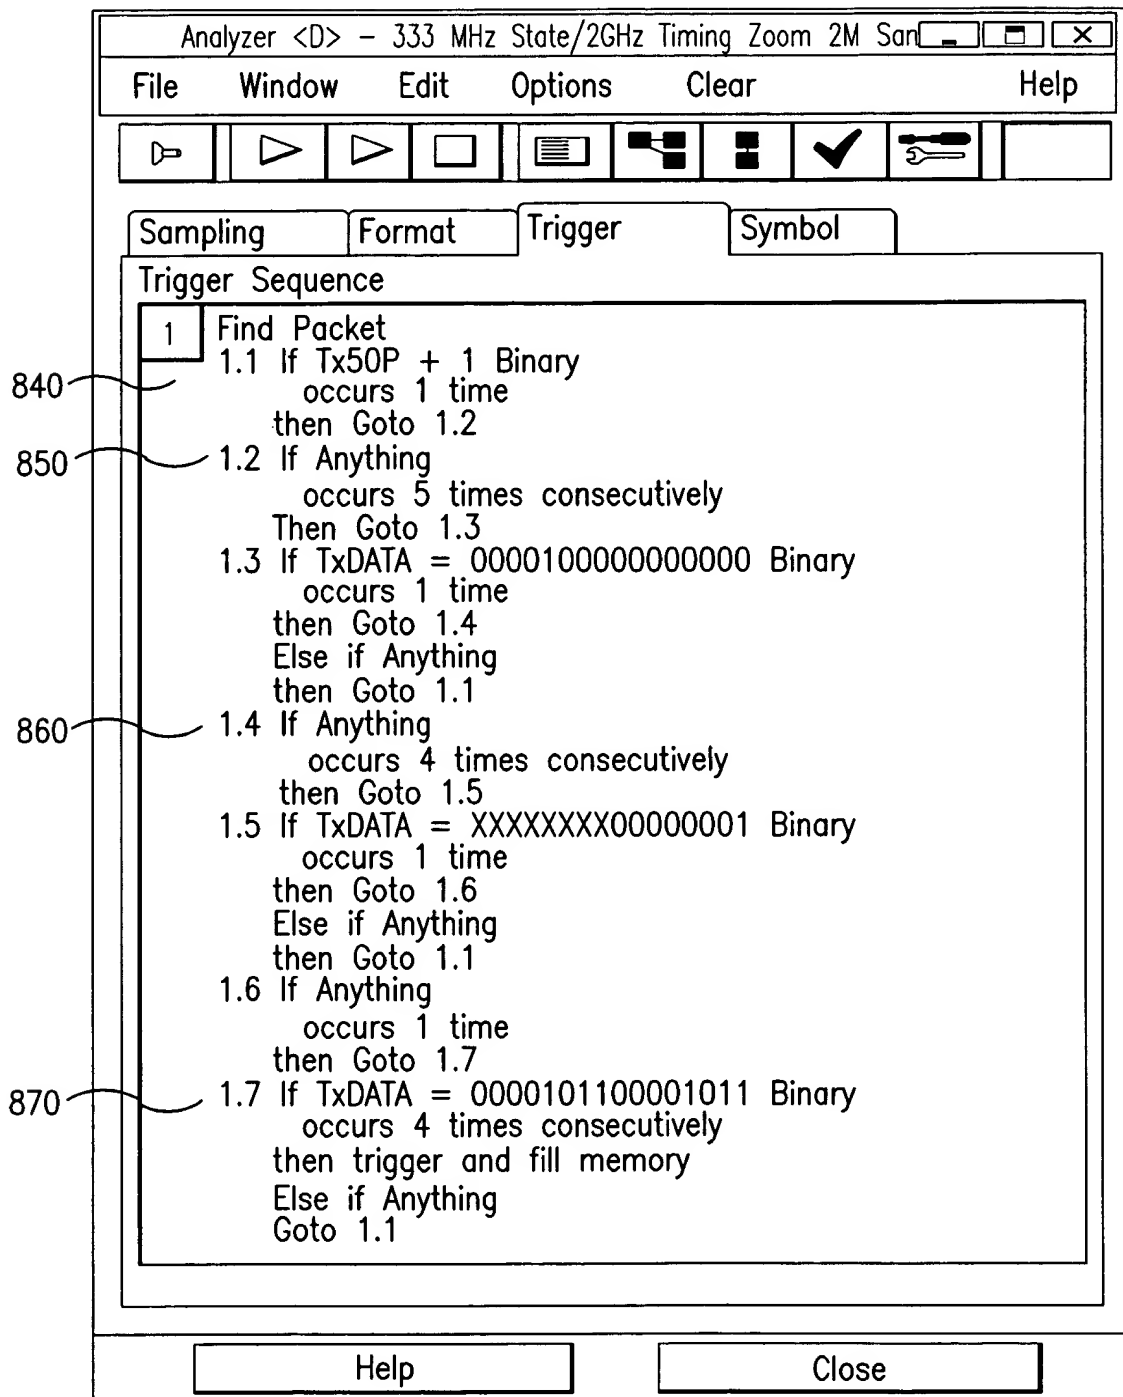 Analyzer <D> - 333 MHz State/2GHz Timing Zoom 2M San
File Window Edit Options Clear Help
Sampling Format Trigger Symbol
Trigger Sequence
1 Find Packet
1.1 If Tx50P + 1 Binary
840
occurs 1 time
then Goto 1.2
850 1.2 If Anything
occurs 5 times consecutively
Then Goto 1.3
1.3 If TxDATA = 0000100000000000 Binary
occurs 1 time
then Goto 1.4
Else if Anything
then Goto 1.1
860 1.4 If Anything
occurs 4 times consecutively
then Goto 1.5
1.5 If TxDATA = XXXXXXXX00000001 Binary
occurs 1 time
then Goto 1.6
Else if Anything
then Goto 1.1
1.6 If Anything
occurs 1 time
then Goto 1.7
870 1.7 If TxDATA = 0000101100001011 Binary
occurs 4 times consecutively
then trigger and fill memory
Else if Anything
Goto 1.1
Help Close